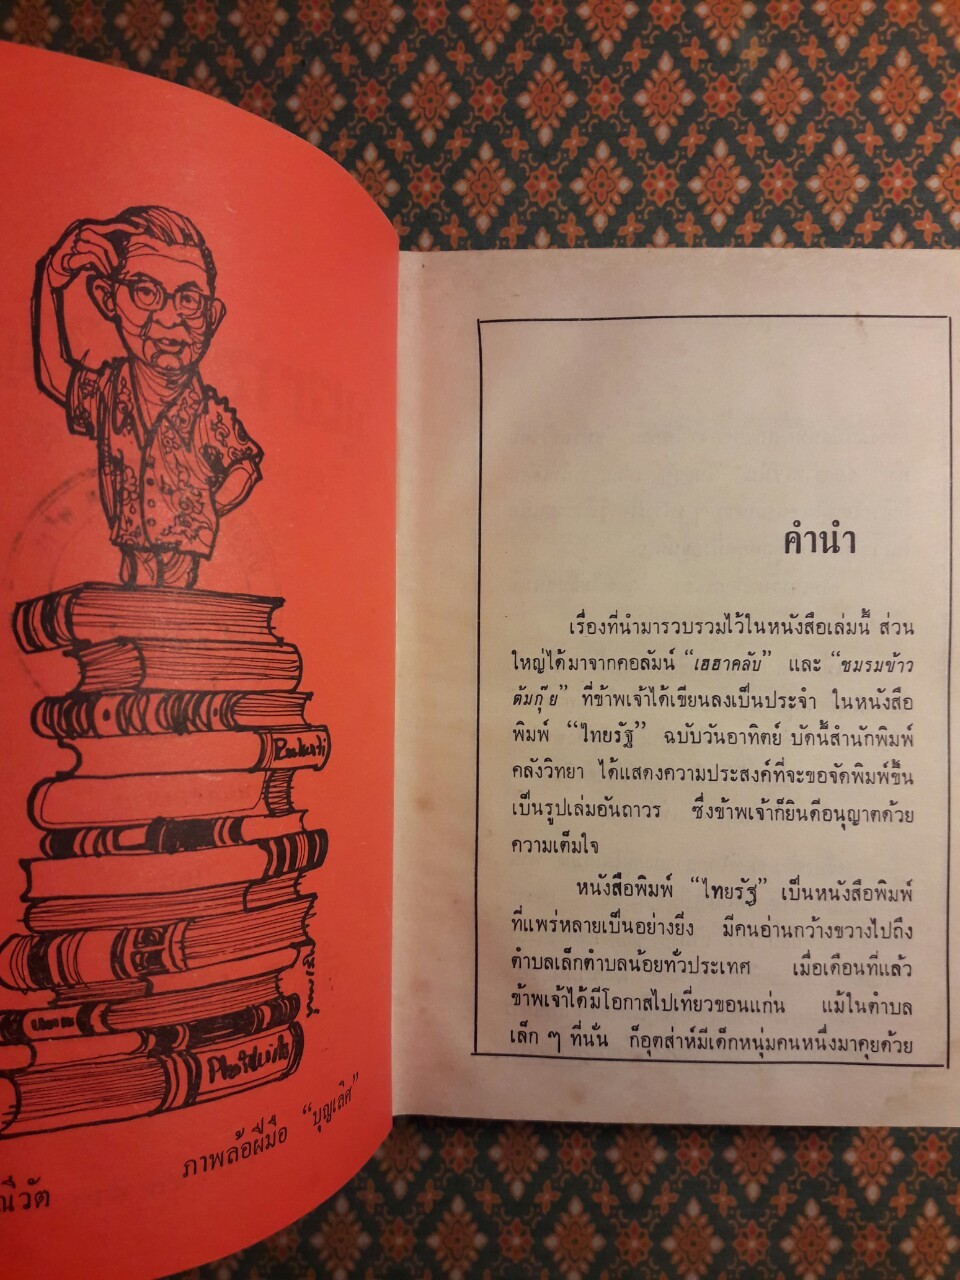 ภาพล้อฝีมือ “บุญเลิศ”
คำนำ
เรื่องที่นำมารวบรวมไว้ในหนังสือเล่มนี้ ส่วน
ใหญ่ได้มาจากคอลัมน์ “เฮฮาคลับ” และ “ชมรมข้าว
ต้มกุ๊ย” ที่ข้าพเจ้าได้เขียนลงเป็นประจำ ในหนังสือ
พิมพ์ “ไทยรัฐ” ฉบับวันอาทิตย์ บัดนี้สำนักพิมพ์
คลังวิทยา ได้แสดงความประสงค์ที่จะขอจัดพิมพ์ขึ้น
เป็นรูปเล่มอันถาวร ซึ่งข้าพเจ้าก็ยินดีอนุญาตด้วย
ความเต็มใจ
หนังสือพิมพ์ “ไทยรัฐ” เป็นหนังสือพิมพ์
ที่แพร่หลายเป็นอย่างยิ่ง มีคนอ่านกว้างขวางไปถึง
ตำบลเล็กตำบลน้อยทั่วประเทศ เมื่อเดือนที่แล้ว
ข้าพเจ้าได้มีโอกาสไปเที่ยวขอนแก่น แม้ในตำบล
เล็ก ๆ ที่นั่น ก็อุตส่าห์มีเด็กหนุ่มคนหนึ่งมาคุยด้วย